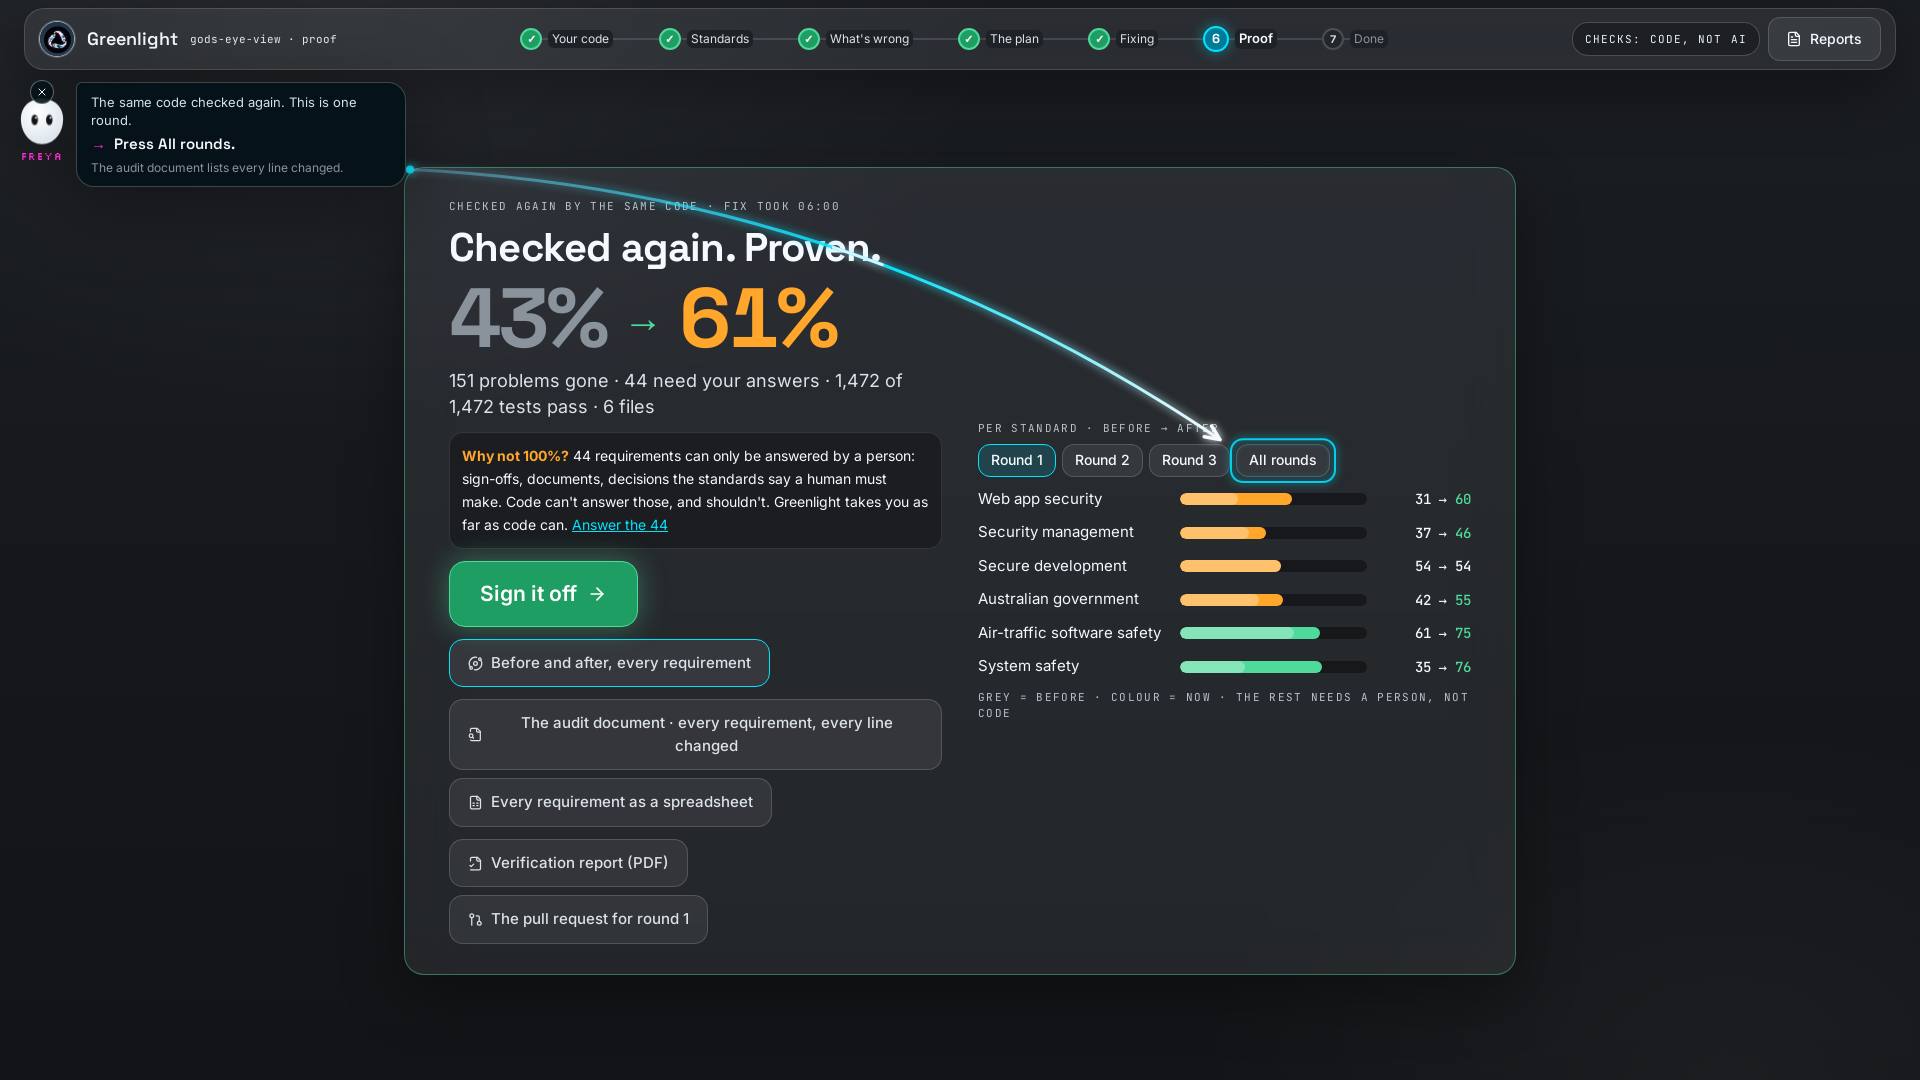 Greenlight
gods-eye-view · proof
✓ Your code
✓ Standards
✓ What's wrong
✓ The plan
✓ Fixing
6 Proof
7 Done
CHECKS: CODE, NOT AI
Reports
The same code checked again. This is one
round.
→ Press All rounds.
The audit document lists every line changed.
FREYA
CHECKED AGAIN BY THE SAME CODE · FIX TOOK 06:00
Checked again. Proven.
43% → 61%
151 problems gone · 44 need your answers · 1,472 of
1,472 tests pass · 6 files
Why not 100%? 44 requirements can only be answered by a person:
sign-offs, documents, decisions the standards say a human must
make. Code can't answer those, and shouldn't. Greenlight takes you as
far as code can. Answer the 44
Sign it off →
Before and after, every requirement
The audit document · every requirement, every line
changed
Every requirement as a spreadsheet
Verification report (PDF)
The pull request for round 1
PER STANDARD · BEFORE → AFTER
Round 1
Round 2
Round 3
All rounds
Web app security 31 → 60
Security management 37 → 46
Secure development 54 → 54
Australian government 42 → 55
Air-traffic software safety 61 → 75
System safety 35 → 76
GREY = BEFORE · COLOUR = NOW · THE REST NEEDS A PERSON, NOT
CODE